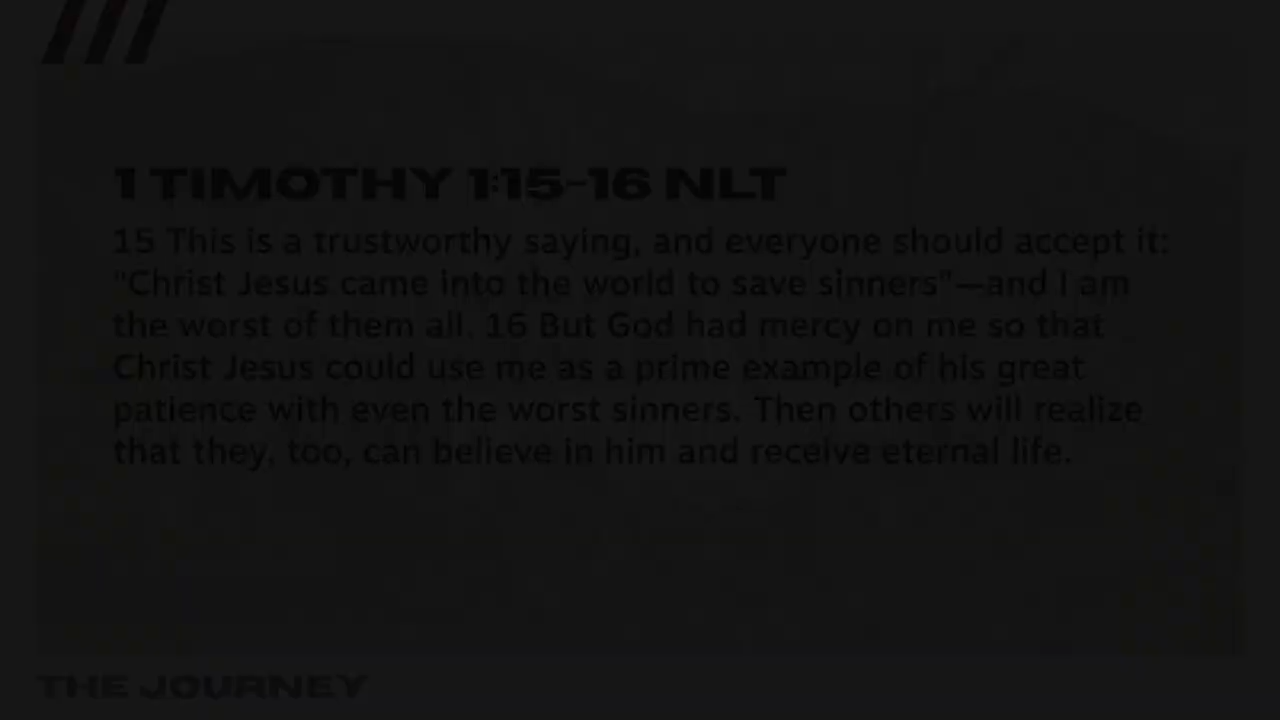 1 TIMOTHY 1:15-16 NLT
15 This is a trustworthy saying, and everyone should accept it:
"Christ Jesus came into the world to save sinners"—and I am
the worst of them all. 16 But God had mercy on me so that
Christ Jesus could use me as a prime example of his great
patience with even the worst sinners. Then others will realize
that they, too, can believe in him and receive eternal life.
THE JOURNEY